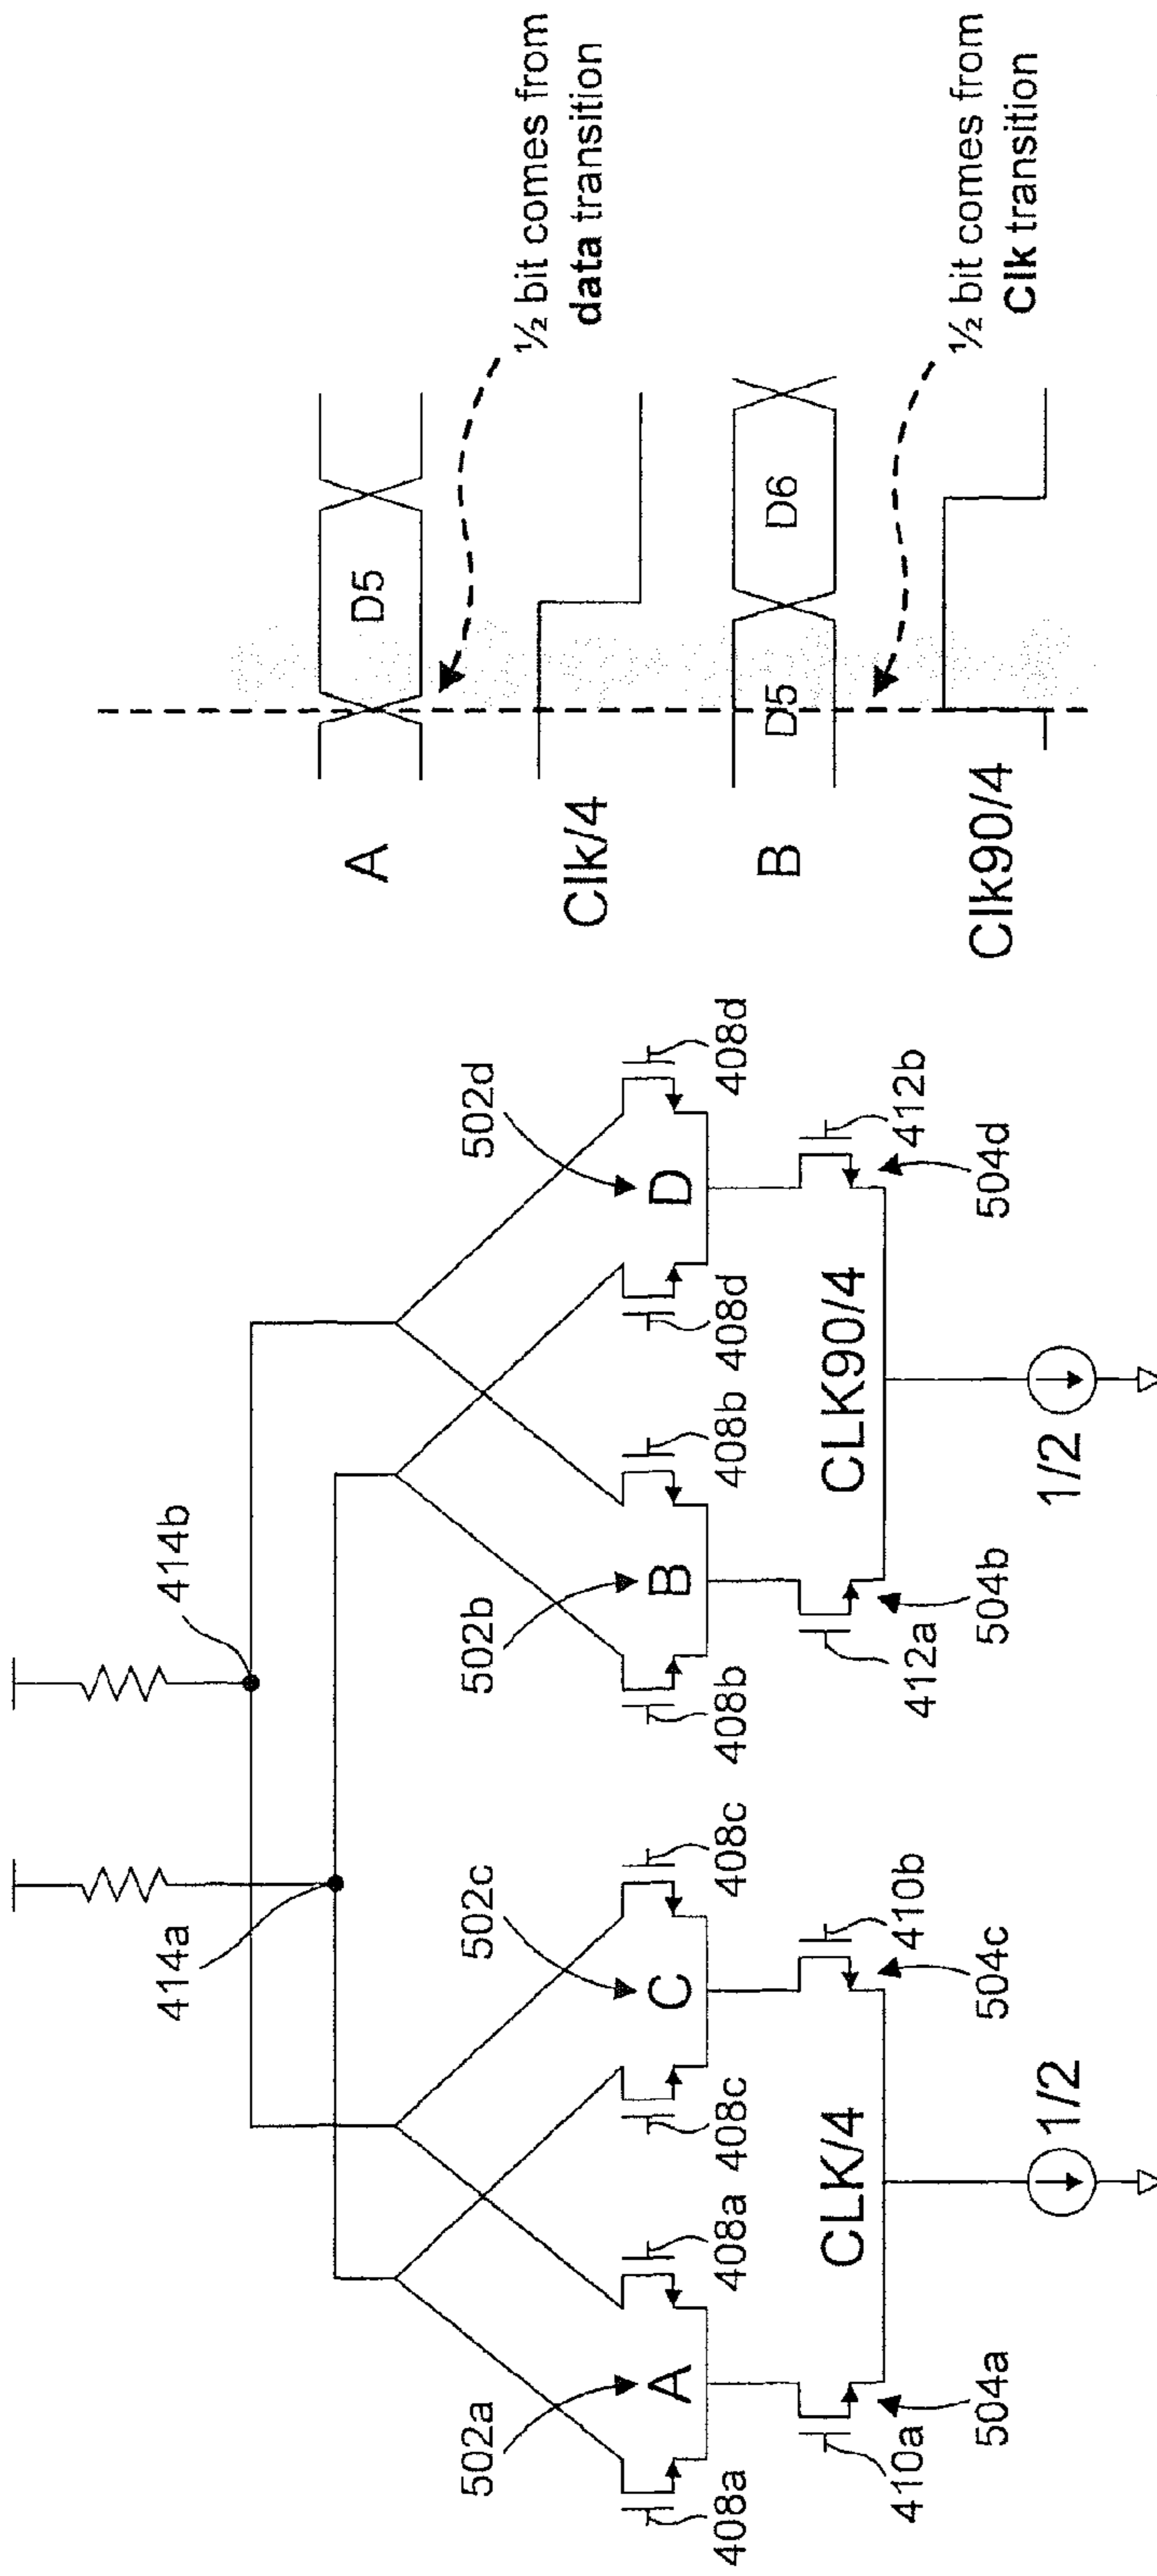 414b
414a
502a
502c
502b
502d
A
C
B
D
408a
408a
408c
408c
408b
408b
408d
408d
CLK/4
CLK90/4
410a
410b
412a
412b
504a
504c
504b
504d
1/2
1/2
A
D5
½ bit comes from
data transition
Clk/4
B
D5
D6
½ bit comes from
Clk transition
Clk90/4